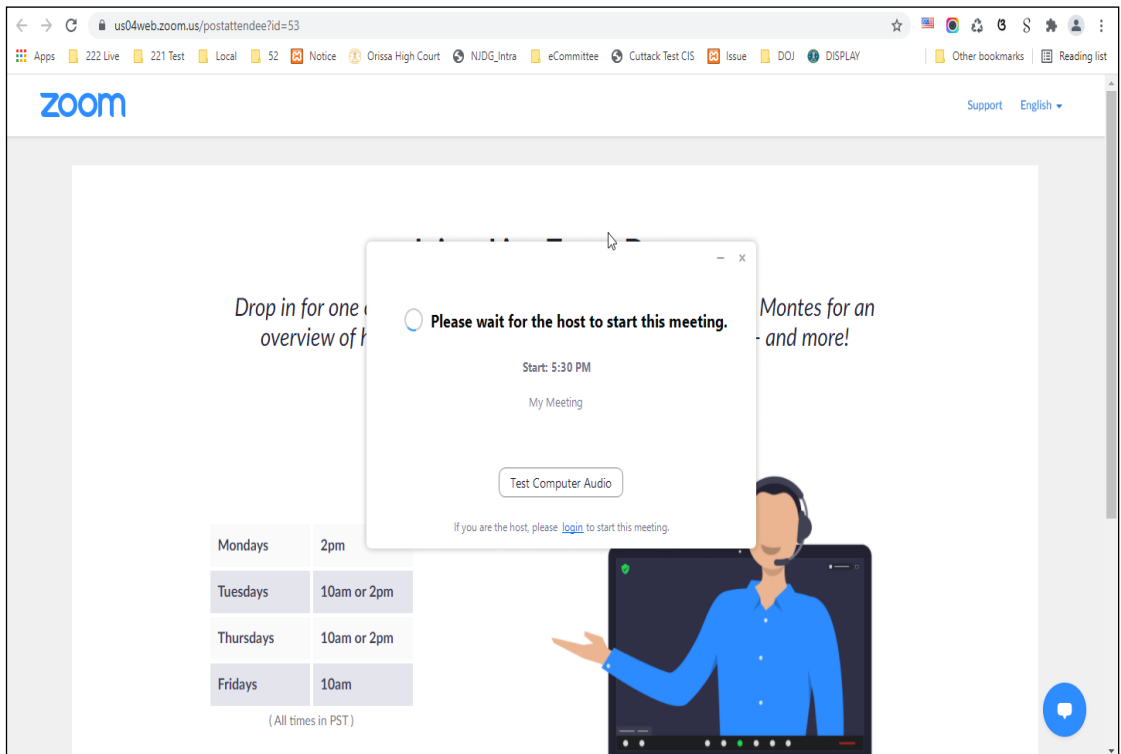 us04web.zoom.us/postattendee?id=53
Apps 222 Live 221 Test Local 52 Notice Orissa High Court NJDG_Intra eCommittee Cuttack Test CIS Issue DOJ DISPLAY Other bookmarks Reading list
zoom Support English
Drop in for one
Please wait for the host to start this meeting.
Montes for an
overview of
and more!
Start: 5:30 PM
My Meeting
Test Computer Audio
If you are the host, please login to start this meeting.
Mondays 2pm
Tuesdays 10am or 2pm
Thursdays 10am or 2pm
Fridays 10am
( All times in PST )